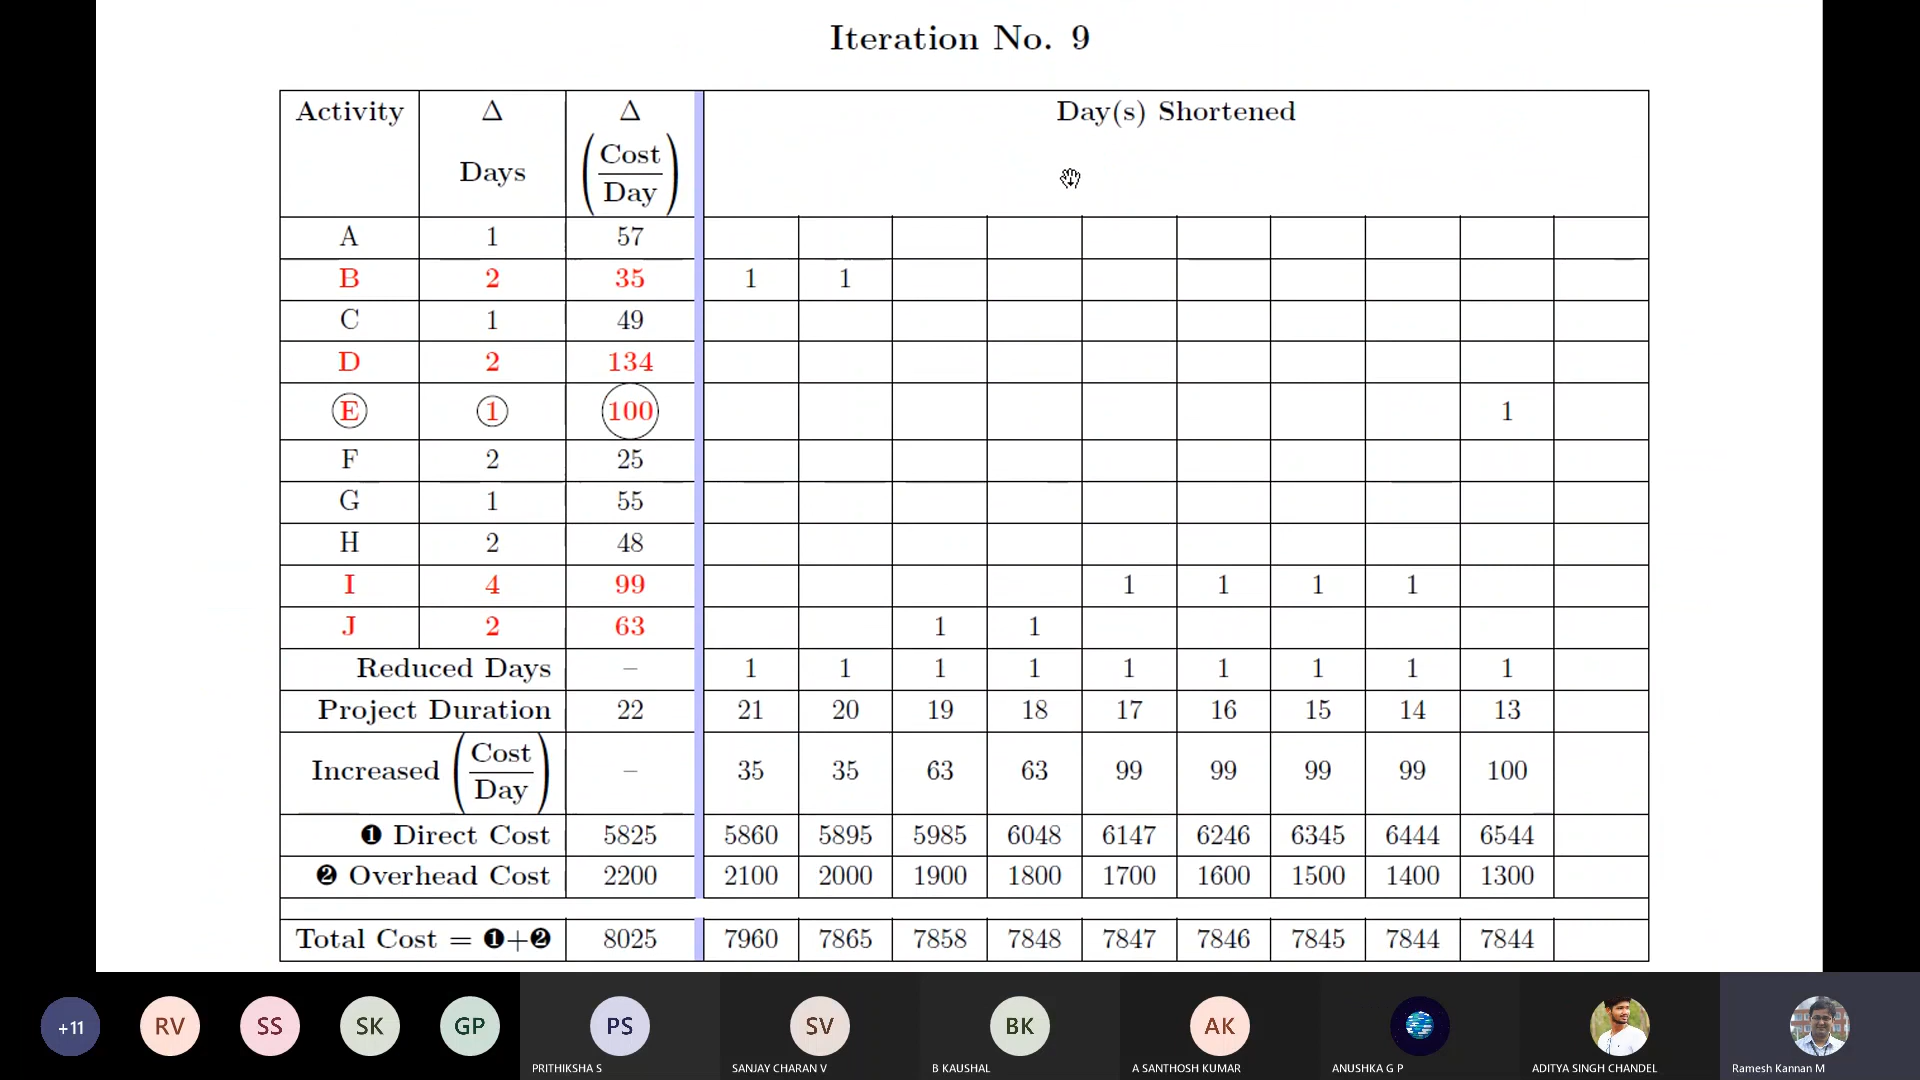 Iteration No. 9
Activity Δ Days Δ (Cost/Day) Day(s) Shortened
A 1 57
B 2 35 1 1
C 1 49
D 2 134
E 1 100 1
F 2 25
G 1 55
H 2 48
I 4 99 1 1 1 1
J 2 63 1 1
Reduced Days – 1 1 1 1 1 1 1 1 1
Project Duration 22 21 20 19 18 17 16 15 14 13
Increased (Cost/Day) – 35 35 63 63 99 99 99 99 100
❶ Direct Cost 5825 5860 5895 5985 6048 6147 6246 6345 6444 6544
❷ Overhead Cost 2200 2100 2000 1900 1800 1700 1600 1500 1400 1300
Total Cost = ❶+❷ 8025 7960 7865 7858 7848 7847 7846 7845 7844 7844
+11 RV SS SK GP PS SV BK AK
PRITHIKSHA S SANJAY CHARAN V B KAUSHAL A SANTHOSH KUMAR ANUSHKA G P ADITYA SINGH CHANDEL Ramesh Kannan M